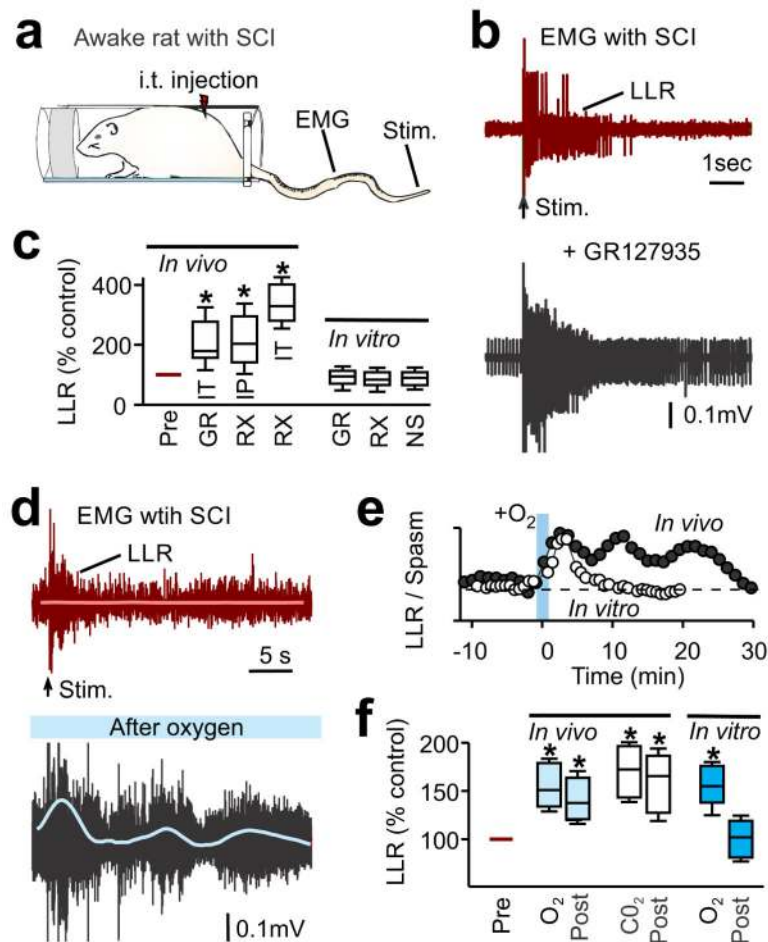 a
Awake rat with SCI
i.t. injection
EMG
Stim.
b
EMG with SCI
LLR
1sec
Stim.
+ GR127935
0.1mV
c
In vivo
In vitro
LLR (% control)
400
200
0
*
*
*
IT
IP
IT
Pre
GR
RX
RX
GR
RX
NS
d
EMG wtih SCI
LLR
5 s
Stim.
After oxygen
0.1mV
e
+O2
In vivo
In vitro
LLR / Spasm
-10
0
10
20
30
Time (min)
f
In vivo
In vitro
LLR (% control)
200
150
100
*
*
*
*
*
Pre
O2
Post
C02
Post
O2
Post